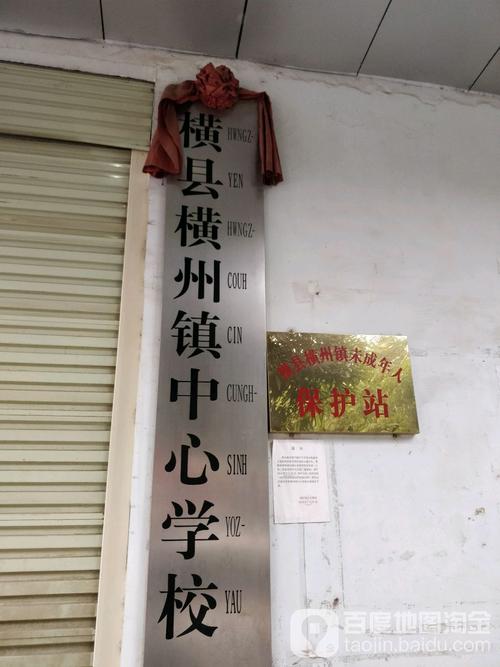 横县横州镇中心学校
HWNGZ-
YEN
HWNGZ-
COUH
CIN
CUNGH-
SINH
YOZ-
YAU
横县横州镇未成年人
保护站
百度地图淘金
taojin.baidu.com